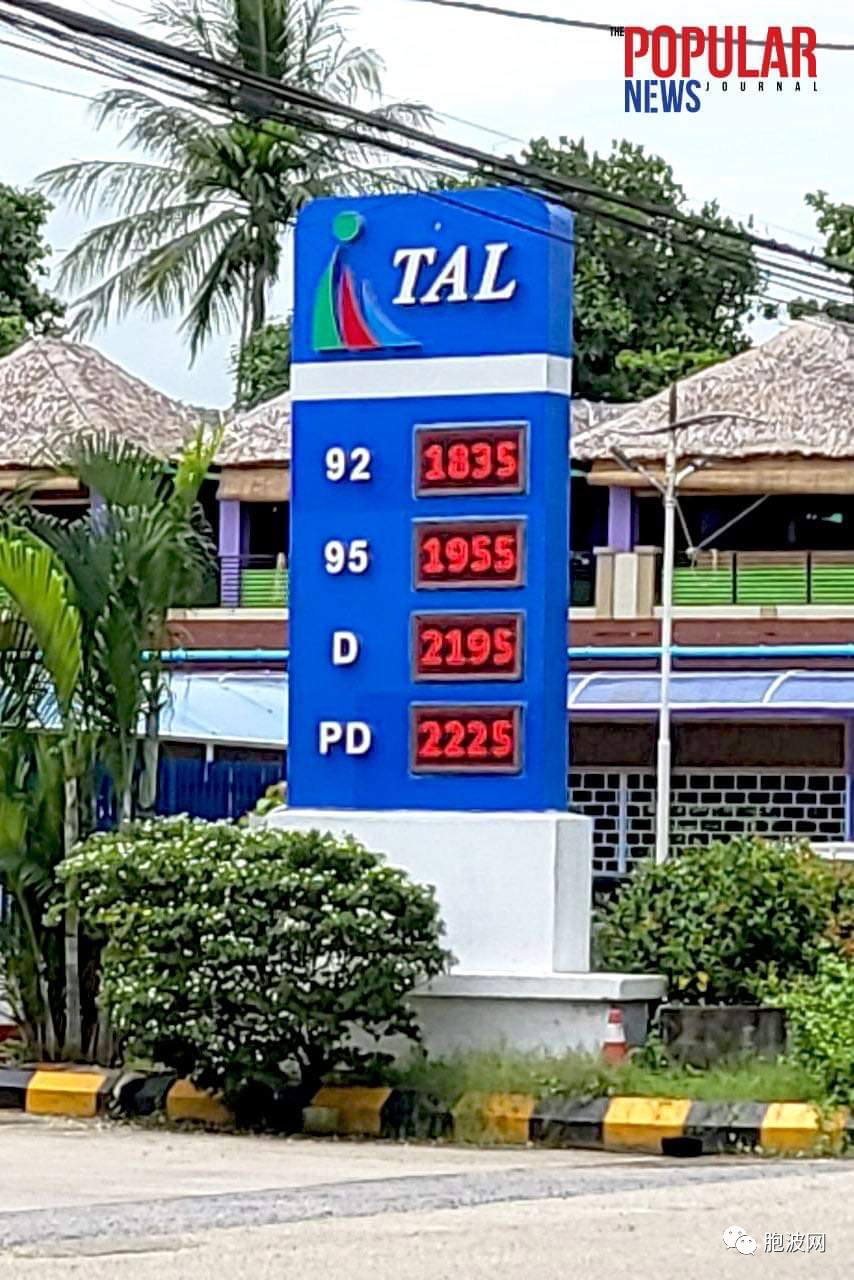 THE POPULAR
NEWS JOURNAL
TAL
92 1835
95 1955
D 2195
PD 2225
胞波网